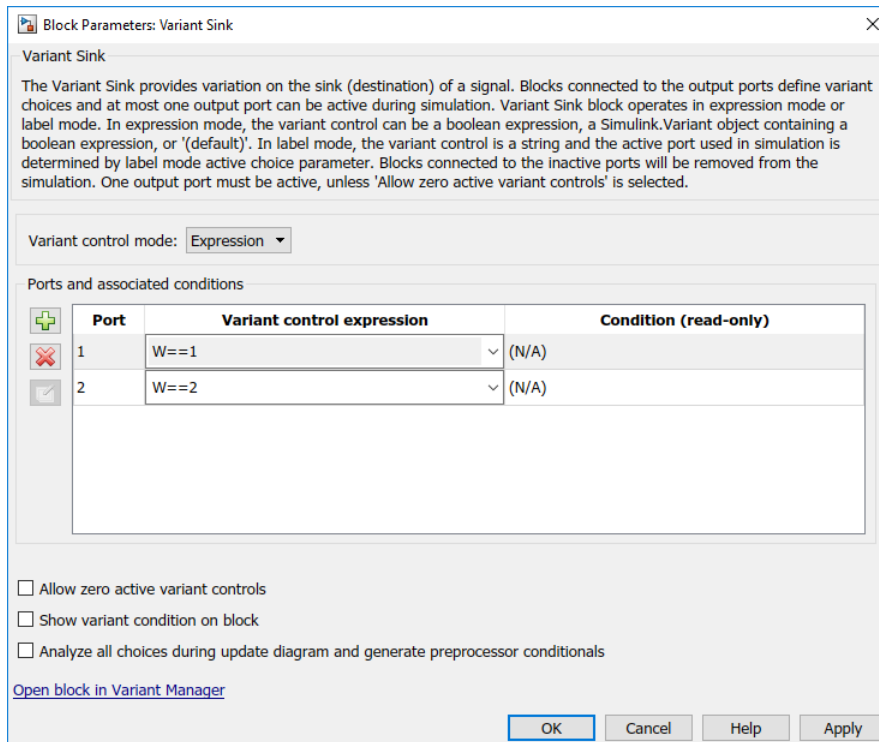 Block Parameters: Variant Sink
Variant Sink
The Variant Sink provides variation on the sink (destination) of a signal. Blocks connected to the output ports define variant
choices and at most one output port can be active during simulation. Variant Sink block operates in expression mode or
label mode. In expression mode, the variant control can be a boolean expression, a Simulink.Variant object containing a
boolean expression, or '(default)'. In label mode, the variant control is a string and the active port used in simulation is
determined by label mode active choice parameter. Blocks connected to the inactive ports will be removed from the
simulation. One output port must be active, unless 'Allow zero active variant controls' is selected.
Variant control mode: Expression
Ports and associated conditions
Port Variant control expression Condition (read-only)
1 W==1 (N/A)
2 W==2 (N/A)
Allow zero active variant controls
Show variant condition on block
Analyze all choices during update diagram and generate preprocessor conditionals
Open block in Variant Manager
OK Cancel Help Apply